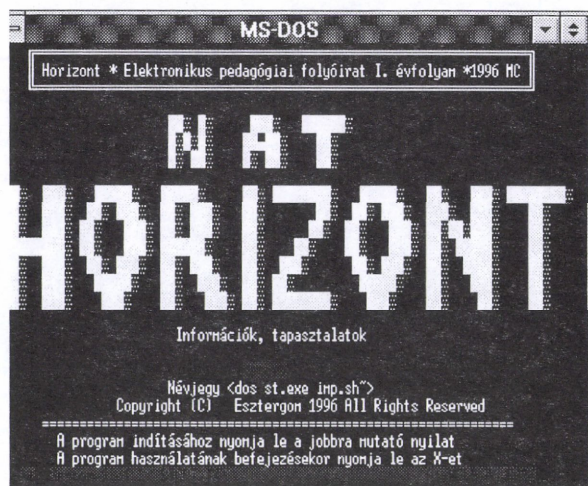 MS-DOS
Horizont * Elektronikus pedagógiai folyóirat I. évfolyam *1996 MC
NAT
HORIZONT
Információk, tapasztalatok
Névjegy <dos st.exe imp.sh~>
Copyright (C) Esztergom 1996 All Rights Reserved
A program indításához nyomja le a jobbra mutató nyilat
A program használatának befejezésekor nyomja le az X-et